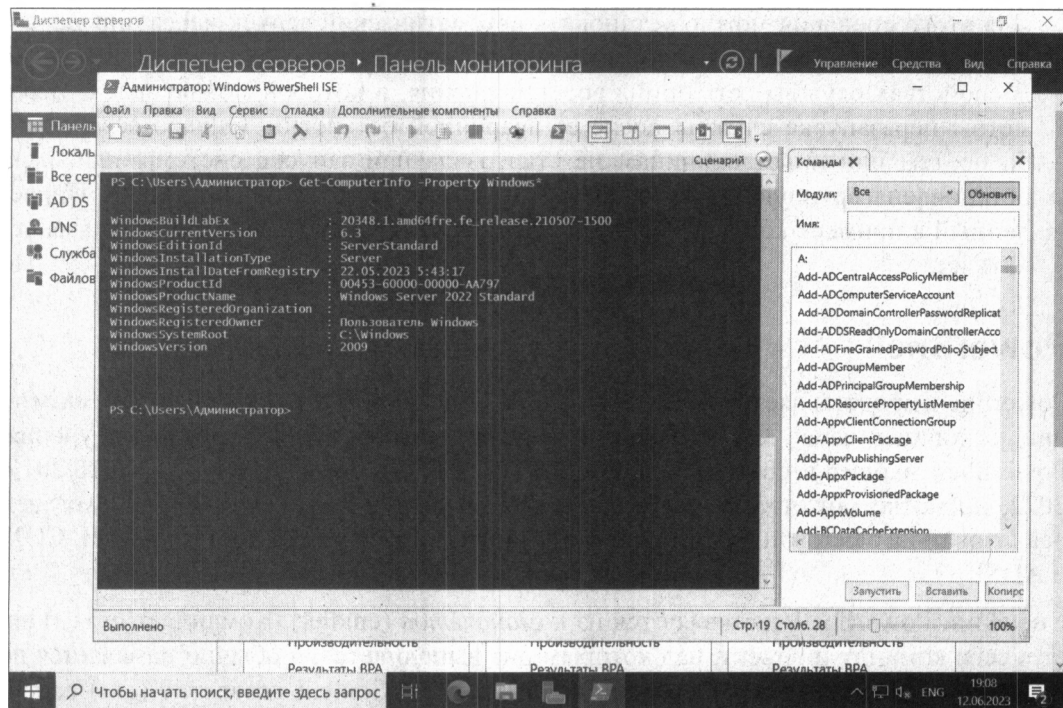 Диспетчер серверов
Диспетчер серверов • Панель мониторинга
Управление Средства Вид Справка
Администратор: Windows PowerShell ISE
Файл Правка Вид Сервис Отладка Дополнительные компоненты Справка
Панель
Локаль
Все сер
AD DS
DNS
Служба
Файлов
Сценарий
PS C:\Users\Администратор> Get-ComputerInfo -Property Windows*
WindowsBuildLabEx : 20348.1.amd64fre.fe_release.210507-1500
WindowsCurrentVersion : 6.3
WindowsEditionId : ServerStandard
WindowsInstallationType : Server
WindowsInstallDateFromRegistry : 22.05.2023 5:43:17
WindowsProductId : 00453-60000-00000-AA797
WindowsProductName : Windows Server 2022 Standard
WindowsRegisteredOrganization :
WindowsRegisteredOwner : Пользователь Windows
WindowsSystemRoot : C:\Windows
WindowsVersion : 2009
PS C:\Users\Администратор>
Команды X
Модули: Все Обновить
Имя:
A:
Add-ADCentralAccessPolicyMember
Add-ADComputerServiceAccount
Add-ADDomainControllerPasswordReplicat
Add-ADDSReadOnlyDomainControllerAcco
Add-ADFineGrainedPasswordPolicySubject
Add-ADGroupMember
Add-ADPrincipalGroupMembership
Add-ADResourcePropertyListMember
Add-AppvClientConnectionGroup
Add-AppvClientPackage
Add-AppvPublishingServer
Add-AppxPackage
Add-AppxProvisionedPackage
Add-AppxVolume
Add-BCDataCacheExtension
Запустить Вставить Копирс
Выполнено
Стр. 19 Столб. 28 100%
Производительность Производительность Производительность
Результаты BPA Результаты BPA Результаты BPA
Чтобы начать поиск, введите здесь запрос
ENG
19:08
12.06.2023
2